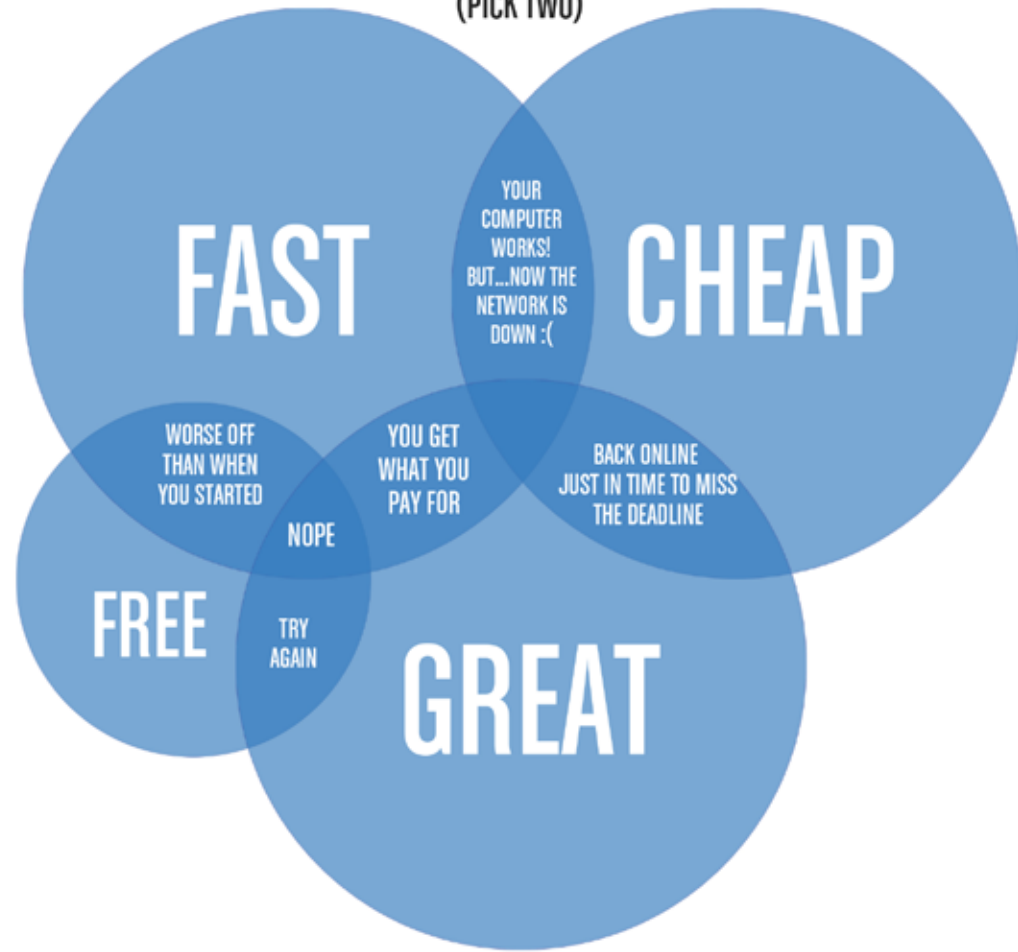 (PICK TWO)
FAST
CHEAP
YOUR
COMPUTER
WORKS!
BUT...NOW THE
NETWORK IS
DOWN :(
WORSE OFF
THAN WHEN
YOU STARTED
YOU GET
WHAT YOU
PAY FOR
BACK ONLINE
JUST IN TIME TO MISS
THE DEADLINE
NOPE
FREE
TRY
AGAIN
GREAT